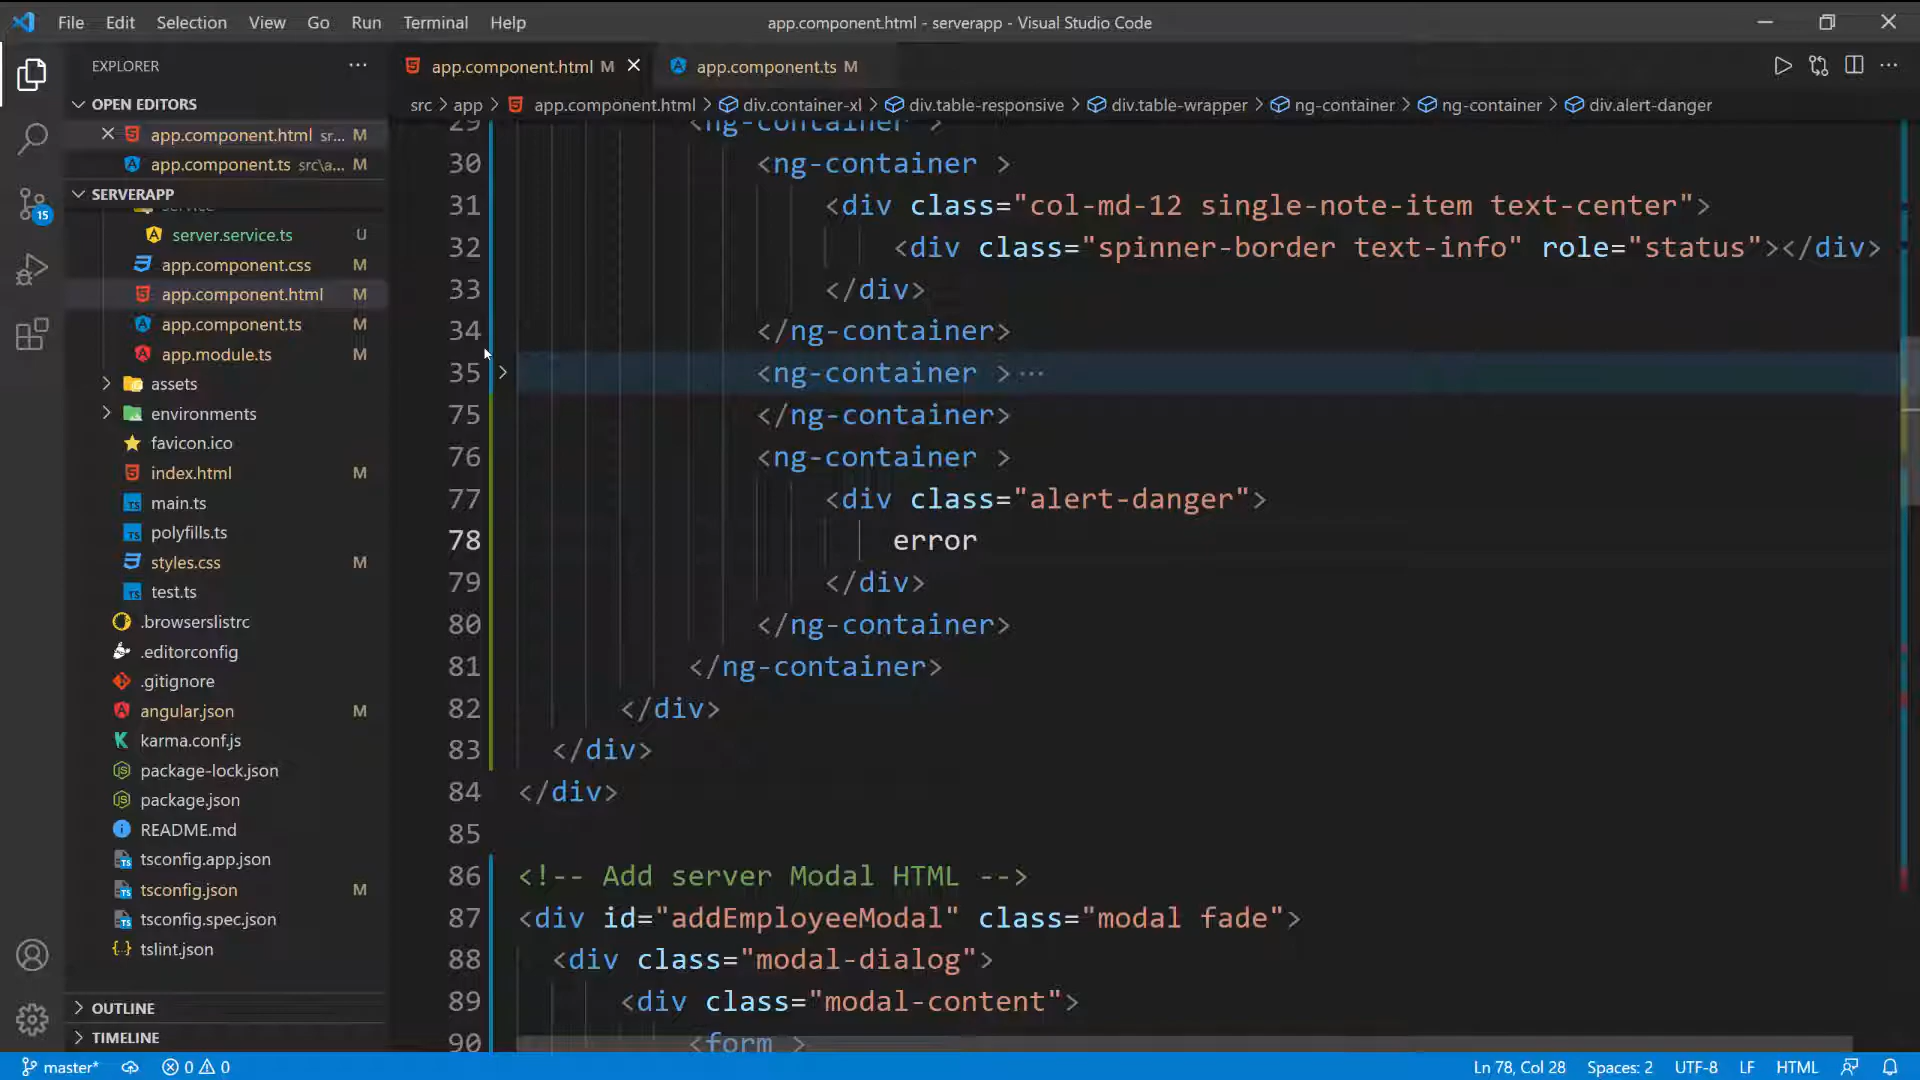 File Edit Selection View Go Run Terminal Help
app.component.html - serverapp - Visual Studio Code
EXPLORER
app.component.html M
app.component.ts M
OPEN EDITORS
src > app > app.component.html > div.container-xl > div.table-responsive > div.table-wrapper > ng-container > ng-container > div.alert-danger
app.component.html sr... M
app.component.ts src\a... M
SERVERAPP
service
server.service.ts U
app.component.css M
app.component.html M
app.component.ts M
app.module.ts M
assets
environments
favicon.ico
index.html M
main.ts
polyfills.ts
styles.css M
test.ts
.browserslistrc
.editorconfig
.gitignore
angular.json M
karma.conf.js
package-lock.json
package.json
README.md
tsconfig.app.json
tsconfig.json M
tsconfig.spec.json
tslint.json
OUTLINE
TIMELINE
15
29 <ng-container >
30 <ng-container >
31 <div class="col-md-12 single-note-item text-center">
32 <div class="spinner-border text-info" role="status"></div>
33 </div>
34 </ng-container>
35 <ng-container >...
75 </ng-container>
76 <ng-container >
77 <div class="alert-danger">
78 error
79 </div>
80 </ng-container>
81 </ng-container>
82 </div>
83 </div>
84 </div>
85
86 <!-- Add server Modal HTML -->
87 <div id="addEmployeeModal" class="modal fade">
88 <div class="modal-dialog">
89 <div class="modal-content">
90 <form >
master* 0 0
Ln 78, Col 28 Spaces: 2 UTF-8 LF HTML